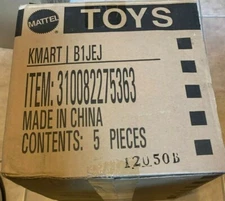 MATTEL
TOYS
KMART | B1JEJ
ITEM: 310082275363
MADE IN CHINA
CONTENTS: 5 PIECES
12050B